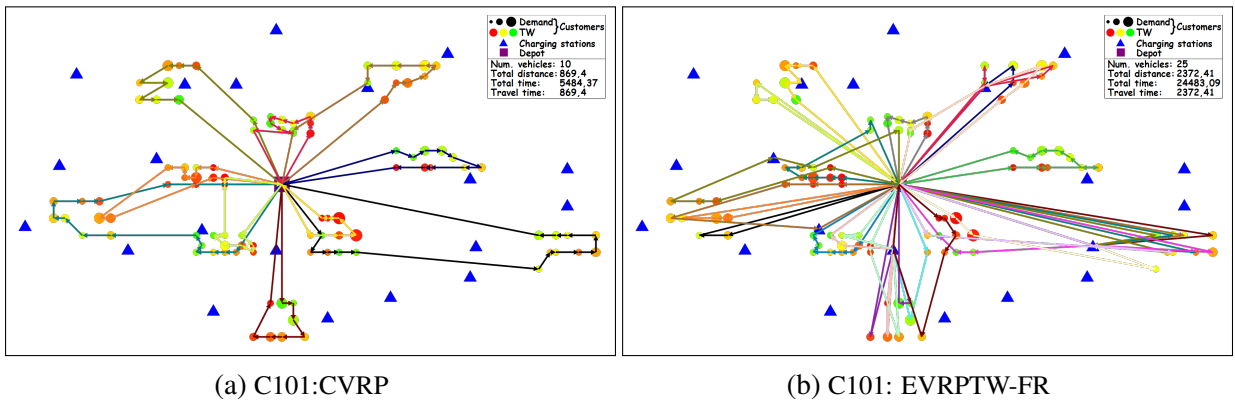 Demand
TW
Customers
Charging stations
Depot
Num. vehicles: 10
Total distance: 869,4
Total time: 5484,37
Travel time: 869,4
Demand
TW
Customers
Charging stations
Depot
Num. vehicles: 25
Total distance: 2372,41
Total time: 24483,09
Travel time: 2372,41
(a) C101:CVRP
(b) C101: EVRPTW-FR